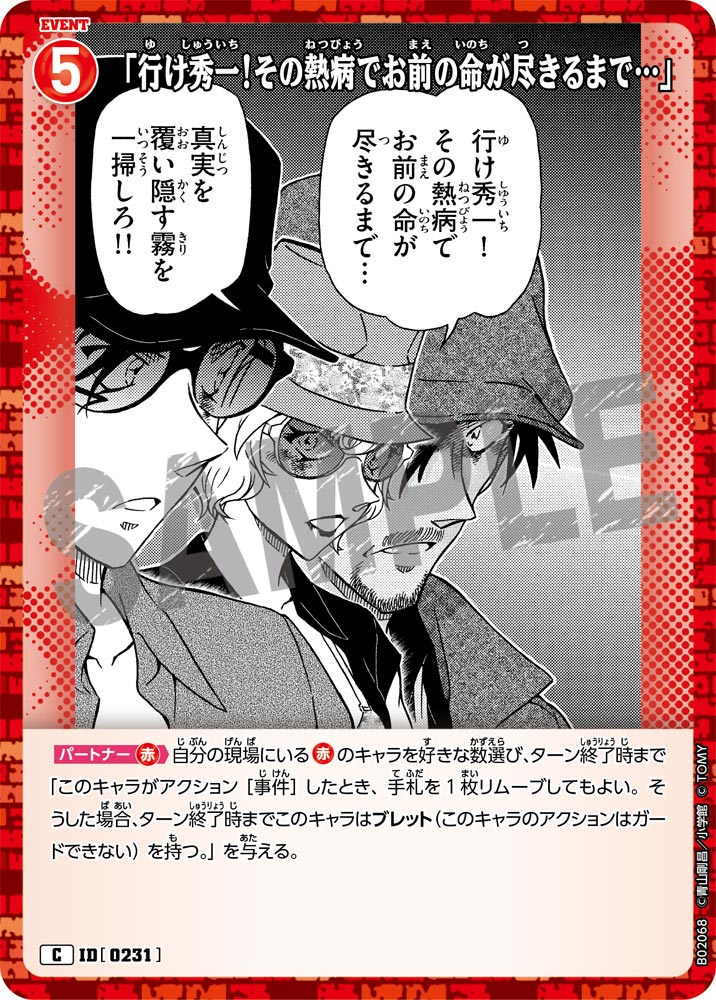 EVENT
5
「行け秀一!その熱病でお前の命が尽きるまで…」
行け秀一!
その熱病で
お前の命が
尽きるまで…
真実を
覆い隠す霧を
一掃しろ!!
SAMPLE
パートナー 赤 自分の現場にいる赤のキャラを好きな数選び、ターン終了時まで
「このキャラがアクション[事件]したとき、手札を1枚リムーブしてもよい。そ
うした場合、ターン終了時までこのキャラはブレット(このキャラのアクションはガー
ドできない)を持つ。」を与える。
C ID[0231]
B02068 ©青山剛昌/小学館 © TOMY